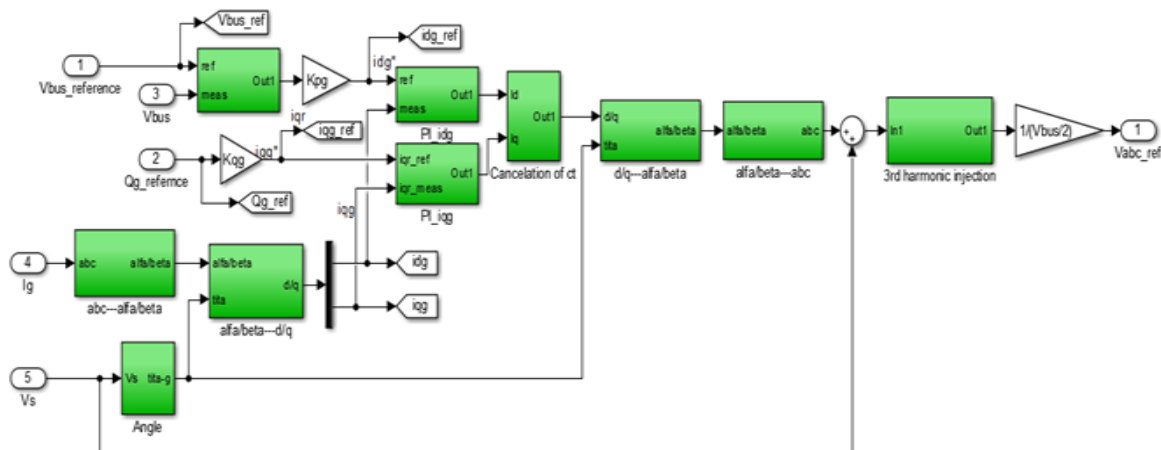 Vbus_ref
1
Vbus_reference
ref
meas
Out1
3
Vbus
Kpg
idg*
idg_ref
ref
meas
Out1
PI_idg
Id
Iq
Out1
Cancelation of ct
d/q
tita
alfa/beta
d/q---alfa/beta
alfa/beta
abc
alfa/beta---abc
+
+
In1
Out1
3rd harmonic injection
1/(Vbus/2)
1
Vabc_ref
iqr
iqg_ref
2
Qg_refernce
Kqg
iqg*
Qg_ref
iqr_ref
iqr_meas
Out1
PI_iqg
iqg
4
Ig
abc
alfa/beta
abc---alfa/beta
alfa/beta
tita
d/q
alfa/beta---d/q
idg
iqg
5
Vs
Vs
tita-g
Angle